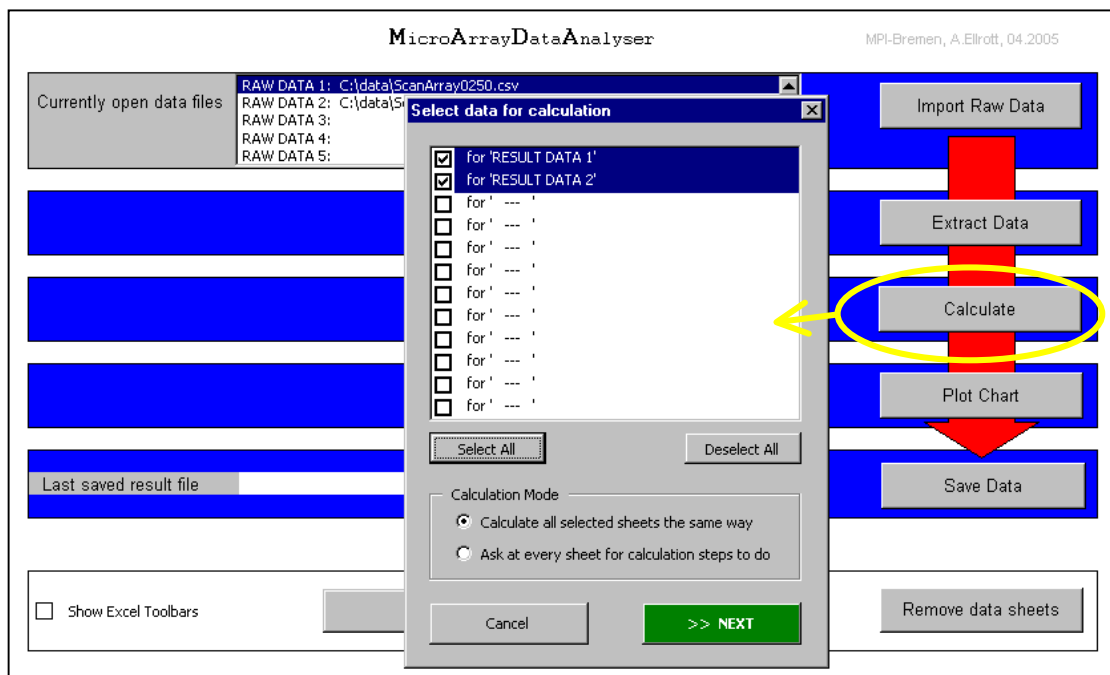 MicroArrayDataAnalyser
MPI-Bremen, A.Ellrott, 04.2005
Currently open data files
RAW DATA 1: C:\data\ScanArray0250.csv
RAW DATA 2: C:\data\
RAW DATA 3:
RAW DATA 4:
RAW DATA 5:
Import Raw Data
Select data for calculation
for 'RESULT DATA 1'
for 'RESULT DATA 2'
for ' --- '
for ' --- '
for ' --- '
for ' --- '
for ' --- '
for ' --- '
for ' --- '
for ' --- '
for ' --- '
for ' --- '
Extract Data
Calculate
Plot Chart
Select All
Deselect All
Last saved result file
Save Data
Calculation Mode
Calculate all selected sheets the same way
Ask at every sheet for calculation steps to do
Show Excel Toolbars
Cancel
>> NEXT
Remove data sheets